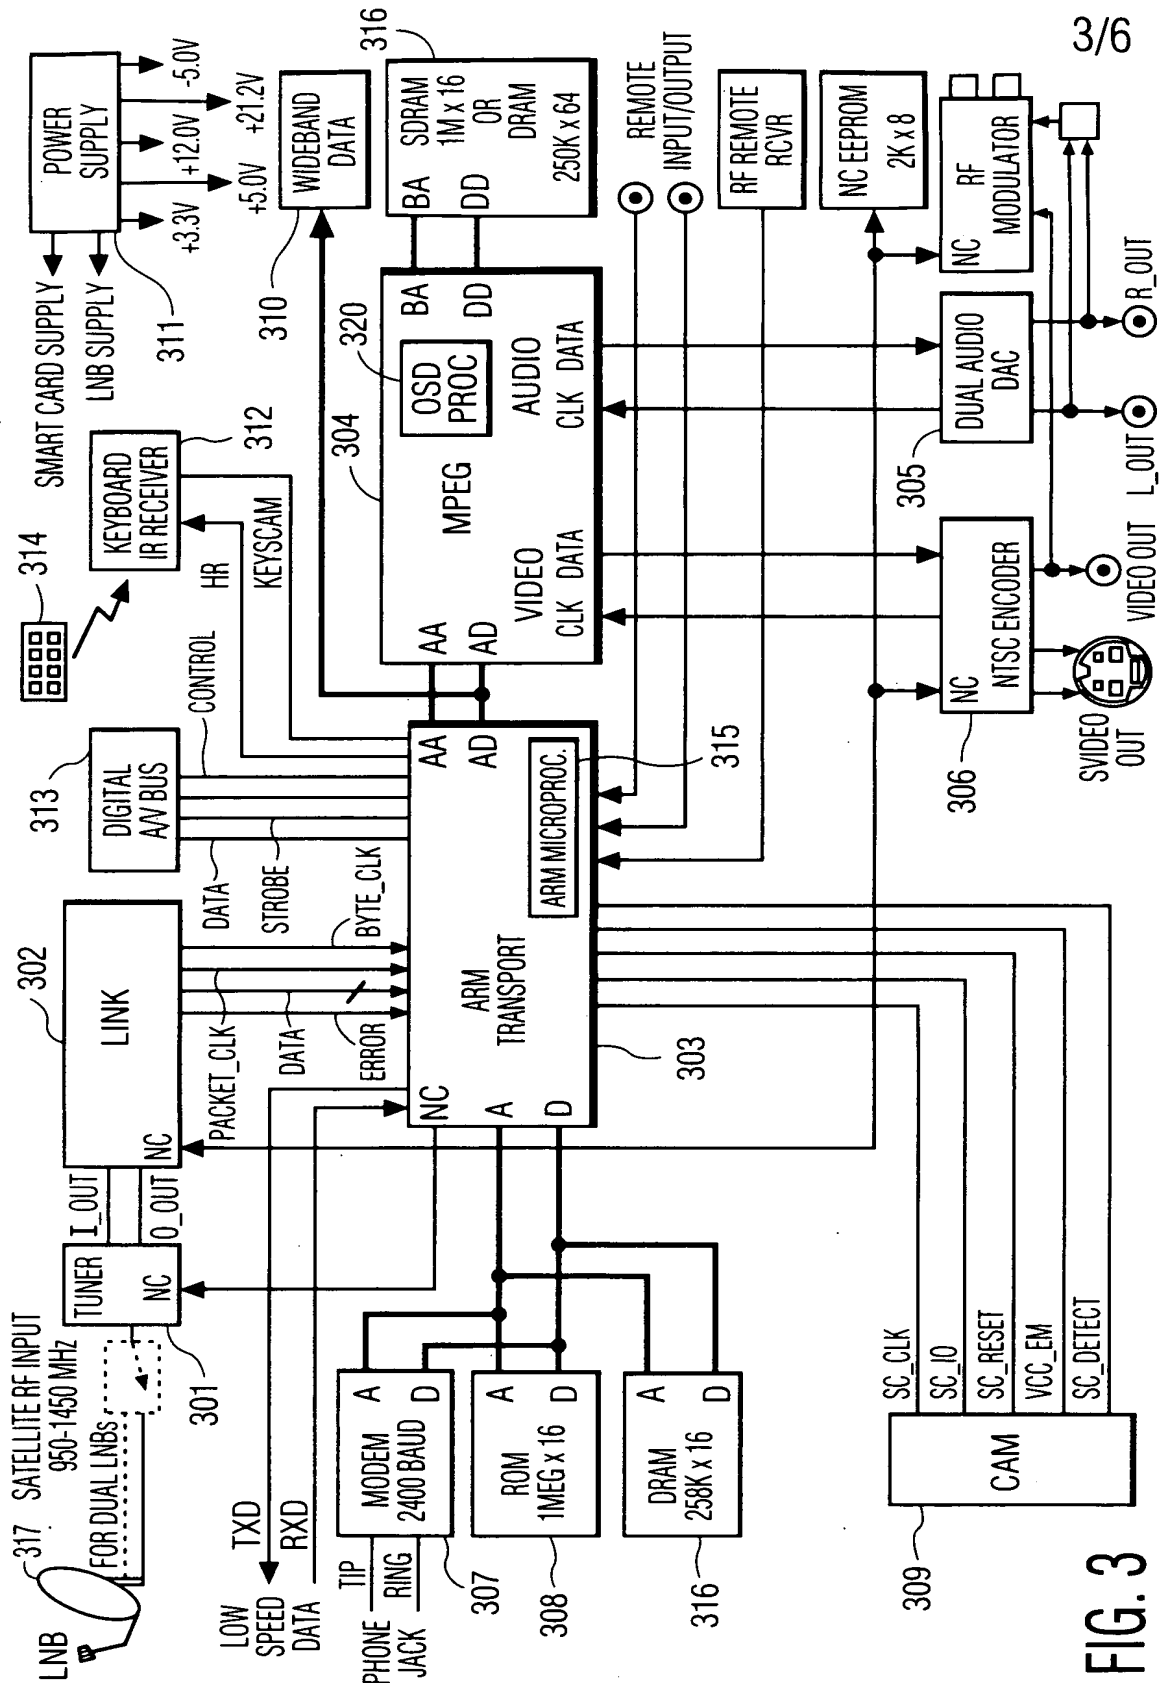 3/6
SATELLITE RF INPUT
950-1450 MHz
317
LNB
FOR DUAL LNBs
301
TUNER
NC
I_OUT
O_OUT
302
LINK
NC
PACKET_CLK
DATA
ERROR
BYTE_CLK
313
DIGITAL
A/V BUS
DATA
STROBE
CONTROL
314
KEYBOARD
IR RECEIVER
312
HR
KEYSCAM
SMART CARD SUPPLY
LNB SUPPLY
311
POWER
SUPPLY
+3.3V
+5.0V
+12.0V
+21.2V
-5.0V
310
WIDEBAND
DATA
316
SDRAM
1M x 16
OR
DRAM
250K x 64
BA
DD
304
MPEG
320
OSD
PROC
BA
DD
AA
AD
VIDEO
CLK DATA
AUDIO
CLK DATA
LOW
SPEED
DATA
TXD
RXD
NC
A
D
ARM
TRANSPORT
303
AA
AD
ARM MICROPROC.
315
REMOTE
INPUT/OUTPUT
RF REMOTE
RCVR
NC EEPROM
2K x 8
PHONE
JACK
TIP
RING
MODEM
2400 BAUD
A
D
307
ROM
1MEG x 16
A
D
308
DRAM
258K x 16
A
D
316
CAM
309
SC_CLK
SC_IO
SC_RESET
VCC_EM
SC_DETECT
306
NC
NTSC ENCODER
SVIDEO
OUT
VIDEO OUT
305
DUAL AUDIO
DAC
L_OUT
R_OUT
NC
RF
MODULATOR
FIG. 3